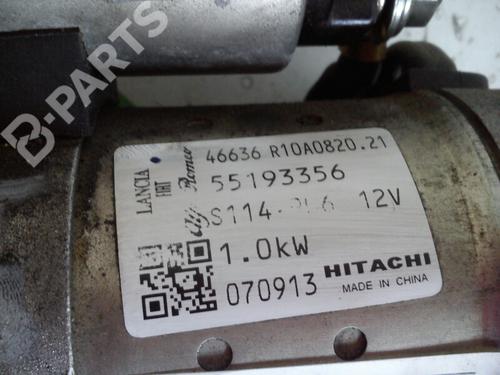 B-PARTS
LANCIA
FIAT
Alfa Romeo
46636 R10A0820.21
55193356
12V
1.0kW
070913
HITACHI
MADE IN CHINA